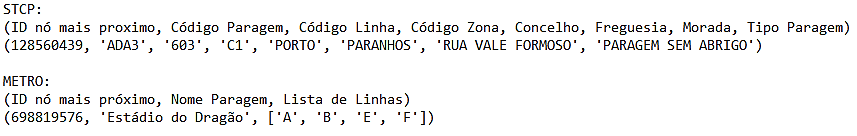 STCP:
(ID nó mais proximo, Código Paragem, Código Linha, Código Zona, Concelho, Freguesia, Morada, Tipo Paragem)
(128560439, 'ADA3', '603', 'C1', 'PORTO', 'PARANHOS', 'RUA VALE FORMOSO', 'PARAGEM SEM ABRIGO')
METRO:
(ID nó mais próximo, Nome Paragem, Lista de Linhas)
(698819576, 'Estádio do Dragão', ['A', 'B', 'E', 'F'])